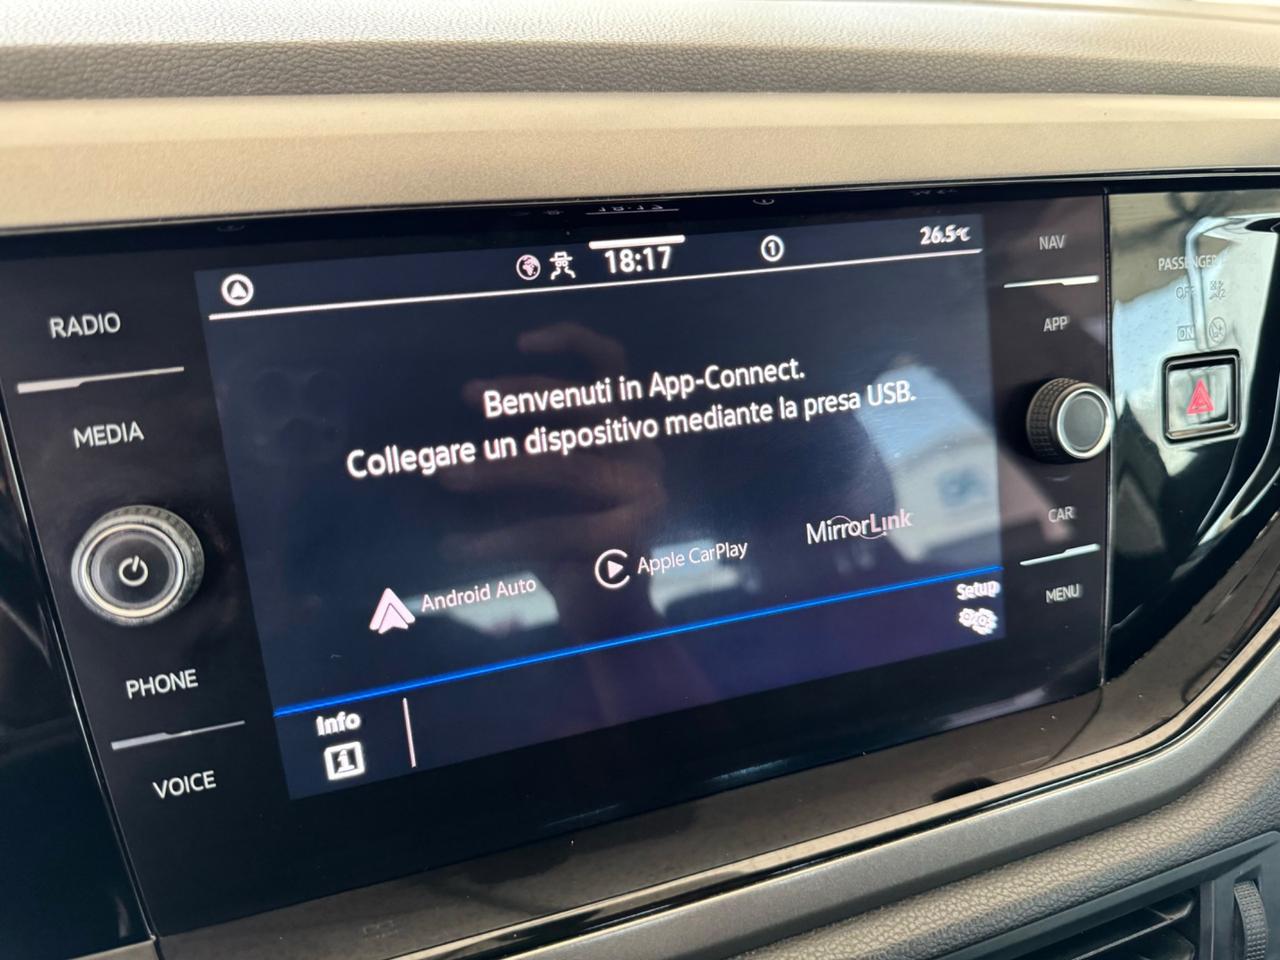 18:17
1
26.5°C
NAV
RADIO
APP
MEDIA
Benvenuti in App-Connect.
Collegare un dispositivo mediante la presa USB.
Android Auto
Apple CarPlay
MirrorLink
CAR
Setup
MENU
PHONE
Info
VOICE
PASSENGER
ON